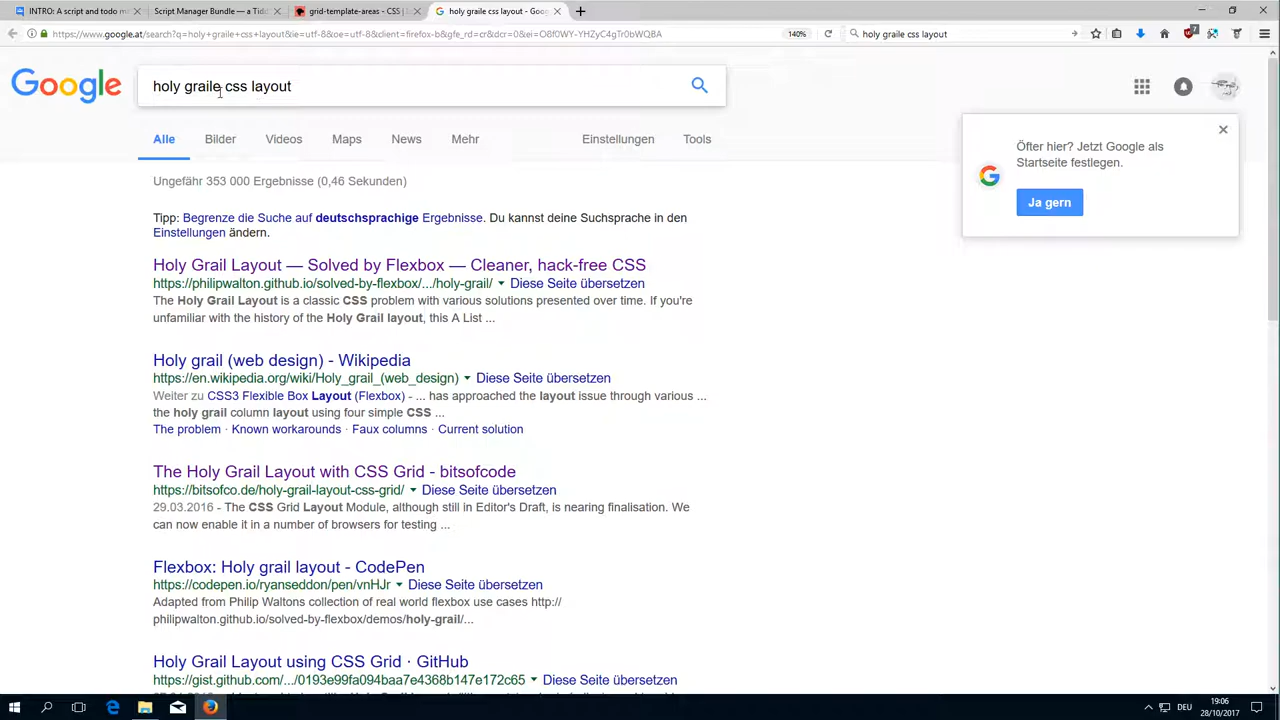 INTRO: A script and todo m
Script Manager Bundle — a Tidd
grid-template-areas - CSS | 
holy graile css layout - Goog
https://www.google.at/search?q=holy+graile+css+layout&ie=utf-8&oe=utf-8&client=firefox-b&gfe_rd=cr&dcr=0&ei=O8f0WY-YHZyC4gTr0bWQBA
140%
holy graile css layout
Google
holy graile css layout
Alle Bilder Videos Maps News Mehr Einstellungen Tools
Öfter hier? Jetzt Google als
Startseite festlegen.
Ja gern
Ungefähr 353 000 Ergebnisse (0,46 Sekunden)
Tipp: Begrenze die Suche auf deutschsprachige Ergebnisse. Du kannst deine Suchsprache in den
Einstellungen ändern.
Holy Grail Layout — Solved by Flexbox — Cleaner, hack-free CSS
https://philipwalton.github.io/solved-by-flexbox/.../holy-grail/ Diese Seite übersetzen
The Holy Grail Layout is a classic CSS problem with various solutions presented over time. If you're
unfamiliar with the history of the Holy Grail layout, this A List ...
Holy grail (web design) - Wikipedia
https://en.wikipedia.org/wiki/Holy_grail_(web_design) Diese Seite übersetzen
Weiter zu CSS3 Flexible Box Layout (Flexbox) - ... has approached the layout issue through various ...
the holy grail column layout using four simple CSS ...
The problem · Known workarounds · Faux columns · Current solution
The Holy Grail Layout with CSS Grid - bitsofcode
https://bitsofco.de/holy-grail-layout-css-grid/ Diese Seite übersetzen
29.03.2016 - The CSS Grid Layout Module, although still in Editor's Draft, is nearing finalisation. We
can now enable it in a number of browsers for testing ...
Flexbox: Holy grail layout - CodePen
https://codepen.io/ryanseddon/pen/vnHJr Diese Seite übersetzen
Adapted from Philip Waltons collection of real world flexbox use cases http://
philipwalton.github.io/solved-by-flexbox/demos/holy-grail/...
Holy Grail Layout using CSS Grid · GitHub
https://gist.github.com/.../0193e99fa094baa7e4368b147e172c65 Diese Seite übersetzen
DEU
19:06
28/10/2017